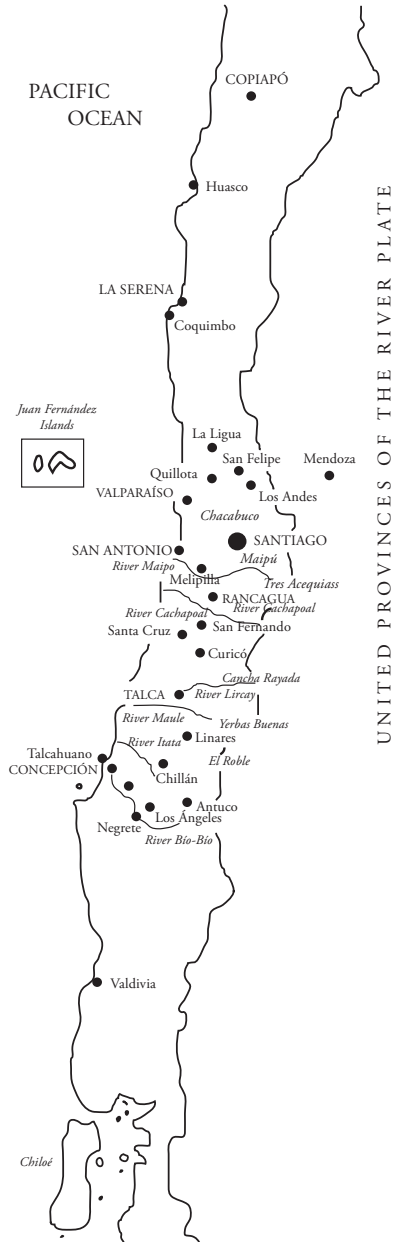 COPIAPÓ
PACIFIC
OCEAN
Huasco
UNITED PROVINCES OF THE RIVER PLATE
LA SERENA
Coquimbo
Juan Fernández
Islands
La Ligua
San Felipe
Mendoza
Quillota
VALPARAÍSO
Los Andes
Chacabuco
SANTIAGO
SAN ANTONIO
Maipú
River Maipo
Melipilla
Tres Acequiass
RANCAGUA
River Cachapoal
River Cachapoal
San Fernando
Santa Cruz
Curicó
Cancha Rayada
TALCA
River Lircay
River Maule
Yerbas Buenas
Linares
River Itata
Talcahuano
El Roble
CONCEPCIÓN
Chillán
Antuco
Los Ángeles
Negrete
River Bío-Bío
Valdivia
Chiloé